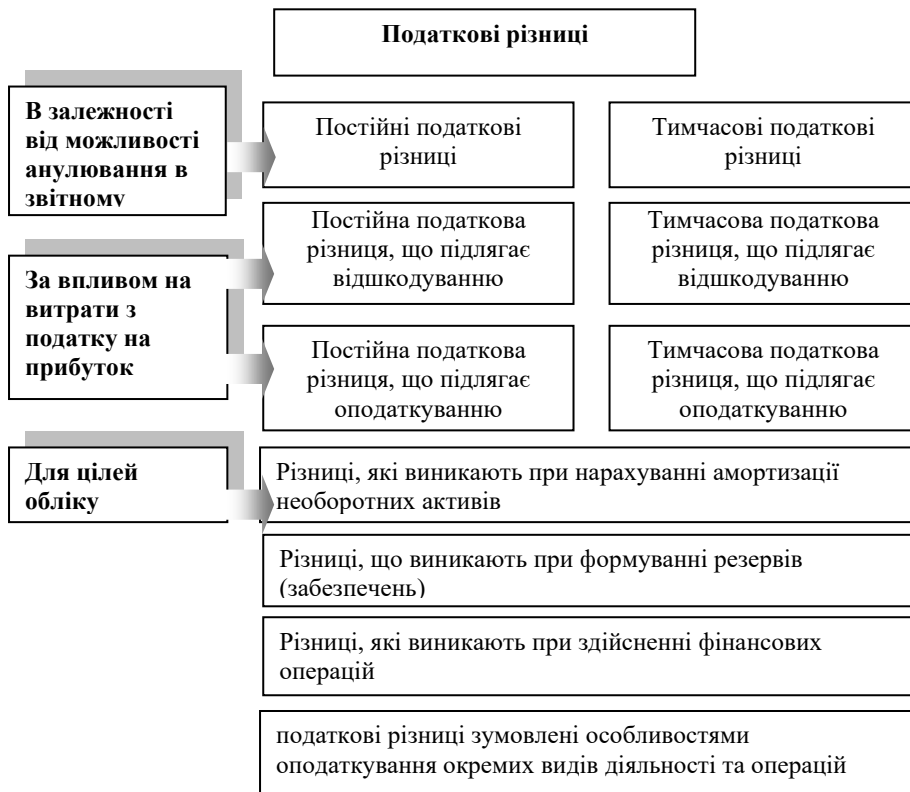 Податкові різниці
В залежності
від можливості
анулювання в
звітному
Постійні податкові
різниці
Тимчасові податкові
різниці
За впливом на
витрати з
податку на
прибуток
Постійна податкова
різниця, що підлягає
відшкодуванню
Тимчасова податкова
різниця, що підлягає
відшкодуванню
Постійна податкова
різниця, що підлягає
оподаткуванню
Тимчасова податкова
різниця, що підлягає
оподаткуванню
Для цілей
обліку
Різниці, які виникають при нарахуванні амортизації
необоротних активів
Різниці, що виникають при формуванні резервів
(забезпечень)
Різниці, які виникають при здійсненні фінансових
операцій
податкові різниці зумовлені особливостями
оподаткування окремих видів діяльності та операцій